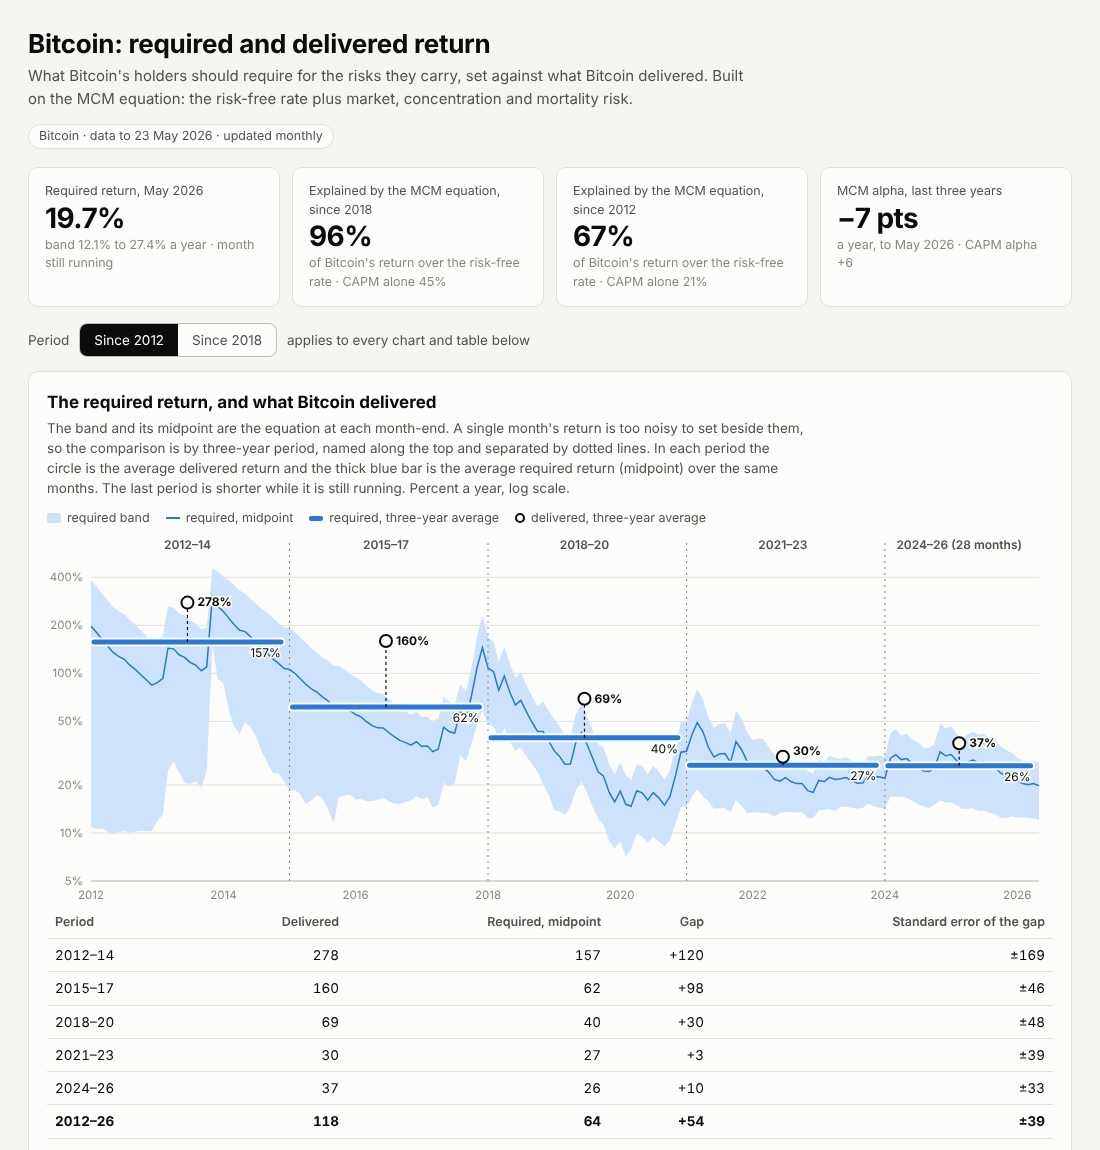 Bitcoin: required and delivered return
What Bitcoin's holders should require for the risks they carry, set against what Bitcoin delivered. Built
on the MCM equation: the risk-free rate plus market, concentration and mortality risk.
Bitcoin · data to 23 May 2026 · updated monthly
Required return, May 2026
19.7%
band 12.1% to 27.4% a year · month
still running
Explained by the MCM equation,
since 2018
96%
of Bitcoin's return over the risk-free
rate · CAPM alone 45%
Explained by the MCM equation,
since 2012
67%
of Bitcoin's return over the risk-free
rate · CAPM alone 21%
MCM alpha, last three years
−7 pts
a year, to May 2026 · CAPM alpha
+6
Period Since 2012 Since 2018 applies to every chart and table below
The required return, and what Bitcoin delivered
The band and its midpoint are the equation at each month-end. A single month's return is too noisy to set beside them,
so the comparison is by three-year period, named along the top and separated by dotted lines. In each period the
circle is the average delivered return and the thick blue bar is the average required return (midpoint) over the same
months. The last period is shorter while it is still running. Percent a year, log scale.
required band required, midpoint required, three-year average delivered, three-year average
2012–14 2015–17 2018–20 2021–23 2024–26 (28 months)
400%
278%
200%
160%
157%
100%
69%
62%
50%
40%
37%
30%
27%
26%
20%
10%
5%
2012 2014 2016 2018 2020 2022 2024 2026
Period Delivered Required, midpoint Gap Standard error of the gap
2012–14 278 157 +120 ±169
2015–17 160 62 +98 ±46
2018–20 69 40 +30 ±48
2021–23 30 27 +3 ±39
2024–26 37 26 +10 ±33
2012–26 118 64 +54 ±39